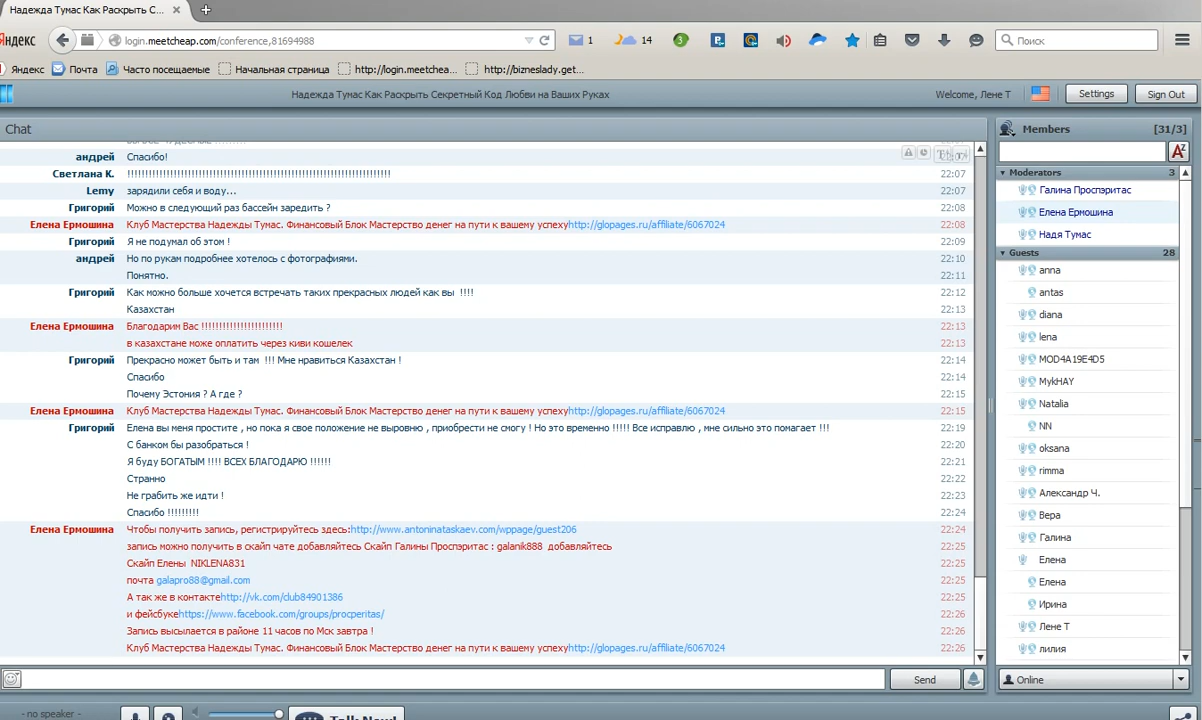 Надежда Тумас Как Раскрыть С...
Яндекс login.meetcheap.com/conference,81694988 1 14 3 Поиск
Яндекс Почта Часто посещаемые Начальная страница http://login.meetchea... http://bizneslady.get...
Надежда Тумас Как Раскрыть Секретный Код Любви на Ваших Руках Welcome, Лене Т Settings Sign Out
Chat
андрей Спасибо!
Светлана К. !!!!!!!!!!!!!!!!!!!!!!!!!!!!!!!!!!!!!!!!!!!!!!!!!!!!!!!!!!!!!!!!!!!!!!!!!! 22:07
Lemy зарядили себя и воду... 22:07
Григорий Можно в следующий раз бассейн заредить ? 22:08
Елена Ермошина Клуб Мастерства Надежды Тумас. Финансовый Блок Мастерство денег на пути к вашему успехуhttp://glopages.ru/affiliate/6067024 22:08
Григорий Я не подумал об этом ! 22:09
андрей Но по рукам подробнее хотелось с фотографиями. 22:10
Понятно. 22:11
Григорий Как можно больше хочется встречать таких прекрасных людей как вы !!!! 22:12
Казахстан 22:13
Елена Ермошина Благодарим Вас !!!!!!!!!!!!!!!!!!!!!!! 22:13
в казахстане може оплатить через киви кошелек 22:13
Григорий Прекрасно может быть и там !!! Мне нравиться Казахстан ! 22:14
Спасибо 22:14
Почему Эстония ? А где ? 22:15
Елена Ермошина Клуб Мастерства Надежды Тумас. Финансовый Блок Мастерство денег на пути к вашему успехуhttp://glopages.ru/affiliate/6067024 22:15
Григорий Елена вы меня простите , но пока я свое положение не выровню , приобрести не смогу ! Но это временно !!!!! Все исправлю , мне сильно это помагает !!! 22:19
С банком бы разобраться ! 22:20
Я буду БОГАТЫМ !!!! ВСЕХ БЛАГОДАРЮ !!!!!! 22:21
Странно 22:22
Не грабить же идти ! 22:23
Спасибо !!!!!!!!! 22:24
Елена Ермошина Чтобы получить запись, регистрируйтесь здесь:http://www.antoninataskaev.com/wppage/guest206 22:24
запись можно получить в скайп чате добавляйтесь Скайп Галины Проспэритас : galanik888 добавляйтесь 22:25
Скайп Елены NIKLENA831 22:25
почта galapro88@gmail.com 22:25
А так же в контактеhttp://vk.com/club84901386 22:25
и фейсбукеhttps://www.facebook.com/groups/procperitas/ 22:26
Запись высылается в районе 11 часов по Мск завтра ! 22:26
Клуб Мастерства Надежды Тумас. Финансовый Блок Мастерство денег на пути к вашему успехуhttp://glopages.ru/affiliate/6067024 22:26
Send
- no speaker - Talk Now!
Members [31/3]
Moderators 3
Галина Проспэритас
Елена Ермошина
Надя Тумас
Guests 28
anna
antas
diana
lena
MOD4A19E4D5
MykHAY
Natalia
NN
oksana
rimma
Александр Ч.
Вера
Галина
Елена
Елена
Ирина
Лене Т
лилия
Online